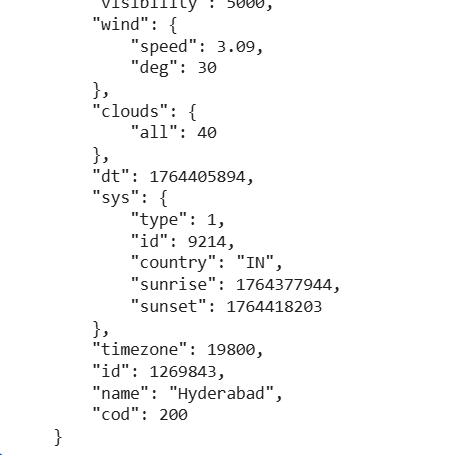 "visibility": 5000,
"wind": {
"speed": 3.09,
"deg": 30
},
"clouds": {
"all": 40
},
"dt": 1764405894,
"sys": {
"type": 1,
"id": 9214,
"country": "IN",
"sunrise": 1764377944,
"sunset": 1764418203
},
"timezone": 19800,
"id": 1269843,
"name": "Hyderabad",
"cod": 200
}